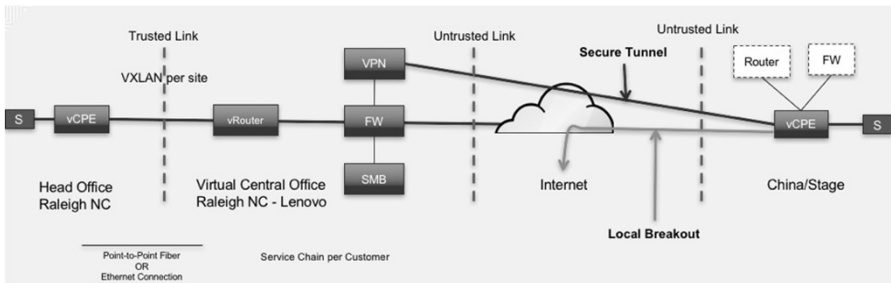 Trusted Link
Untrusted Link
Untrusted Link
VXLAN per site
VPN
Secure Tunnel
Router
FW
S
vCPE
vRouter
FW
vCPE
S
SMB
Head Office
Raleigh NC
Virtual Central Office
Raleigh NC - Lenovo
Internet
China/Stage
Local Breakout
Point-to-Point Fiber
OR
Ethernet Connection
Service Chain per Customer